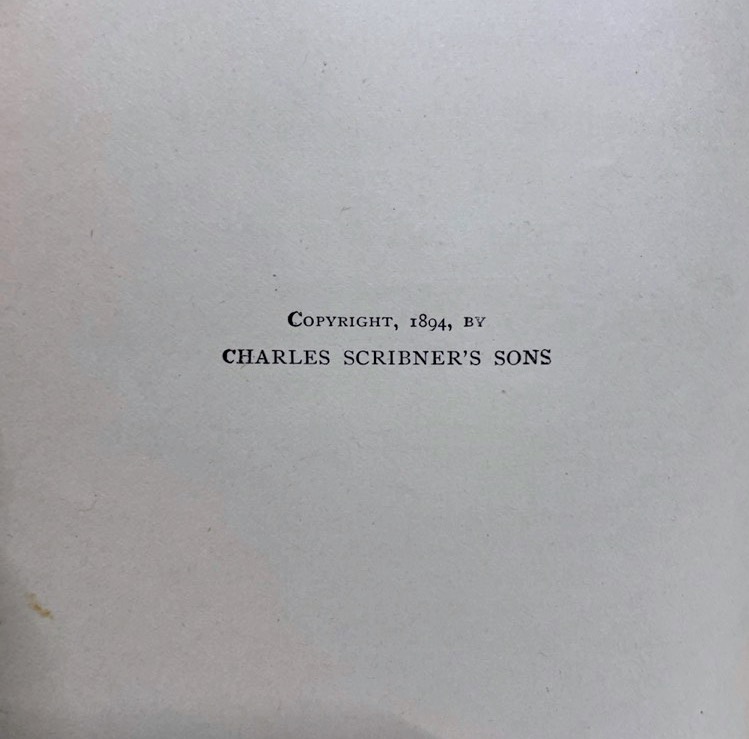 Copyright, 1894, by
CHARLES SCRIBNER'S SONS